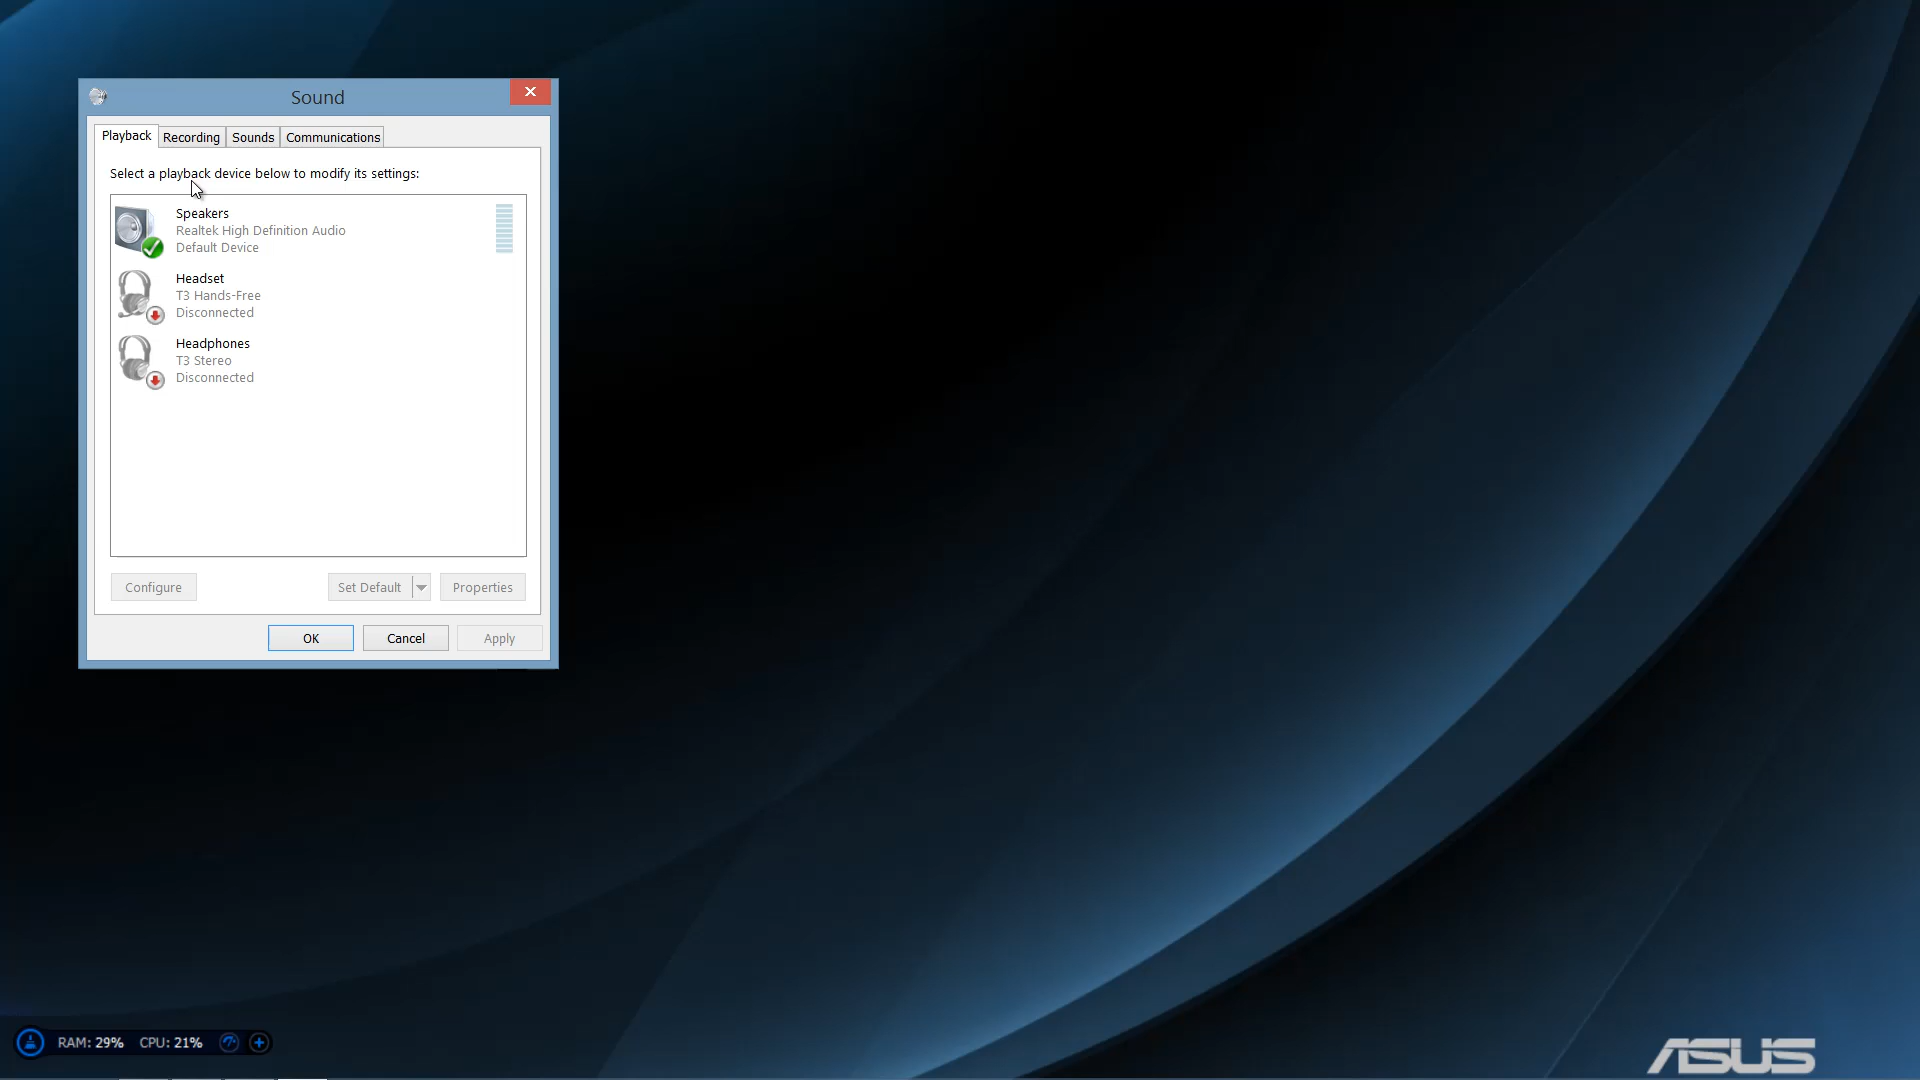 Sound
Playback
Recording
Sounds
Communications
Select a playback device below to modify its settings:
Speakers
Realtek High Definition Audio
Default Device
Headset
T3 Hands-Free
Disconnected
Headphones
T3 Stereo
Disconnected
Configure
Set Default
Properties
OK
Cancel
Apply
RAM: 29%
CPU: 21%
ASUS